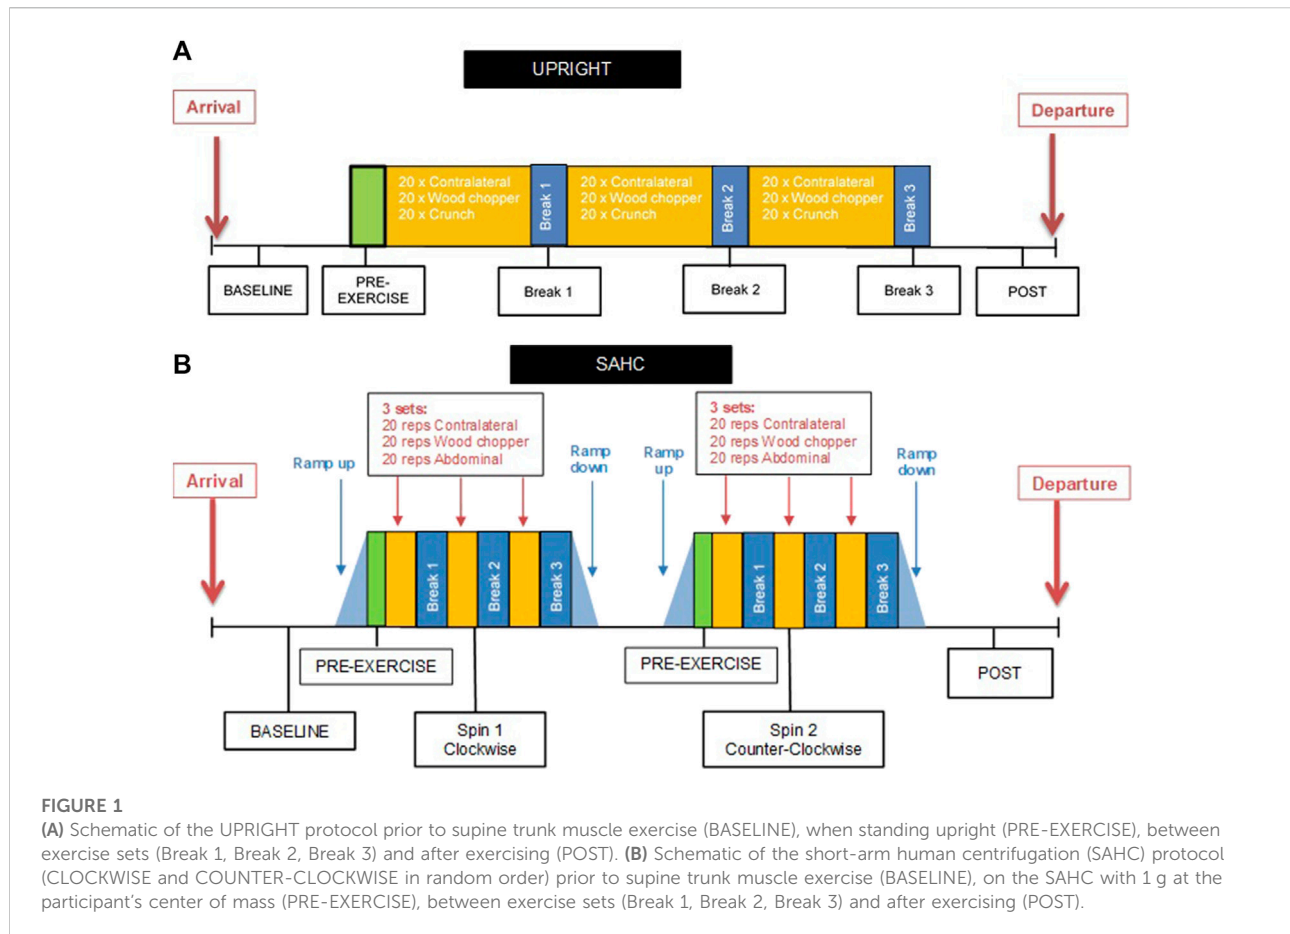 A
UPRIGHT
Arrival
Departure
20 x Contralateral
20 x Wood chopper
20 x Crunch
Break 1
20 x Contralateral
20 x Wood chopper
20 x Crunch
Break 2
20 x Contralateral
20 x Wood chopper
20 x Crunch
Break 3
BASELINE
PRE-
EXERCISE
Break 1
Break 2
Break 3
POST
B
SAHC
Arrival
Ramp up
3 sets:
20 reps Contralateral
20 reps Wood chopper
20 reps Abdominal
Ramp
down
Ramp
up
3 sets:
20 reps Contralateral
20 reps Wood chopper
20 reps Abdominal
Ramp
down
Departure
Break 1
Break 2
Break 3
Break 1
Break 2
Break 3
PRE-EXERCISE
PRE-EXERCISE
POST
BASELINE
Spin 1
Clockwise
Spin 2
Counter-Clockwise
FIGURE 1
(A) Schematic of the UPRIGHT protocol prior to supine trunk muscle exercise (BASELINE), when standing upright (PRE-EXERCISE), between
exercise sets (Break 1, Break 2, Break 3) and after exercising (POST). (B) Schematic of the short-arm human centrifugation (SAHC) protocol
(CLOCKWISE and COUNTER-CLOCKWISE in random order) prior to supine trunk muscle exercise (BASELINE), on the SAHC with 1 g at the
participant's center of mass (PRE-EXERCISE), between exercise sets (Break 1, Break 2, Break 3) and after exercising (POST).